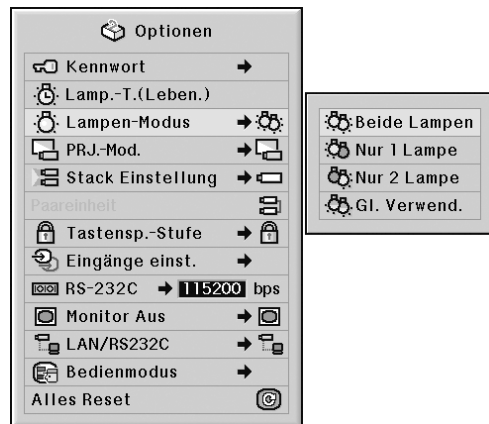 Optionen
Kennwort
Lamp.-T.(Leben.)
Lampen-Modus
PRJ.-Mod.
Stack Einstellung
Paareinheit
Tastensp.-Stufe
Eingänge einst.
RS-232C 115200 bps
Monitor Aus
LAN/RS232C
Bedienmodus
Alles Reset
Beide Lampen
Nur 1 Lampe
Nur 2 Lampe
Gl. Verwend.